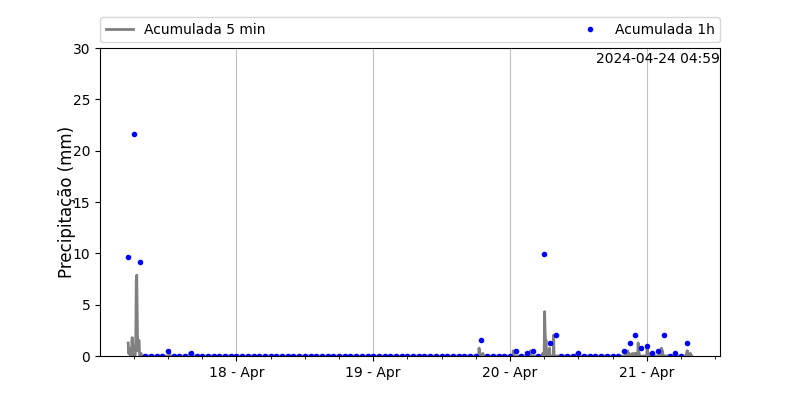 Acumulada 5 min
Acumulada 1h
2024-04-24 04:59
Precipitação (mm)
30
25
20
15
10
5
0
18 - Apr
19 - Apr
20 - Apr
21 - Apr